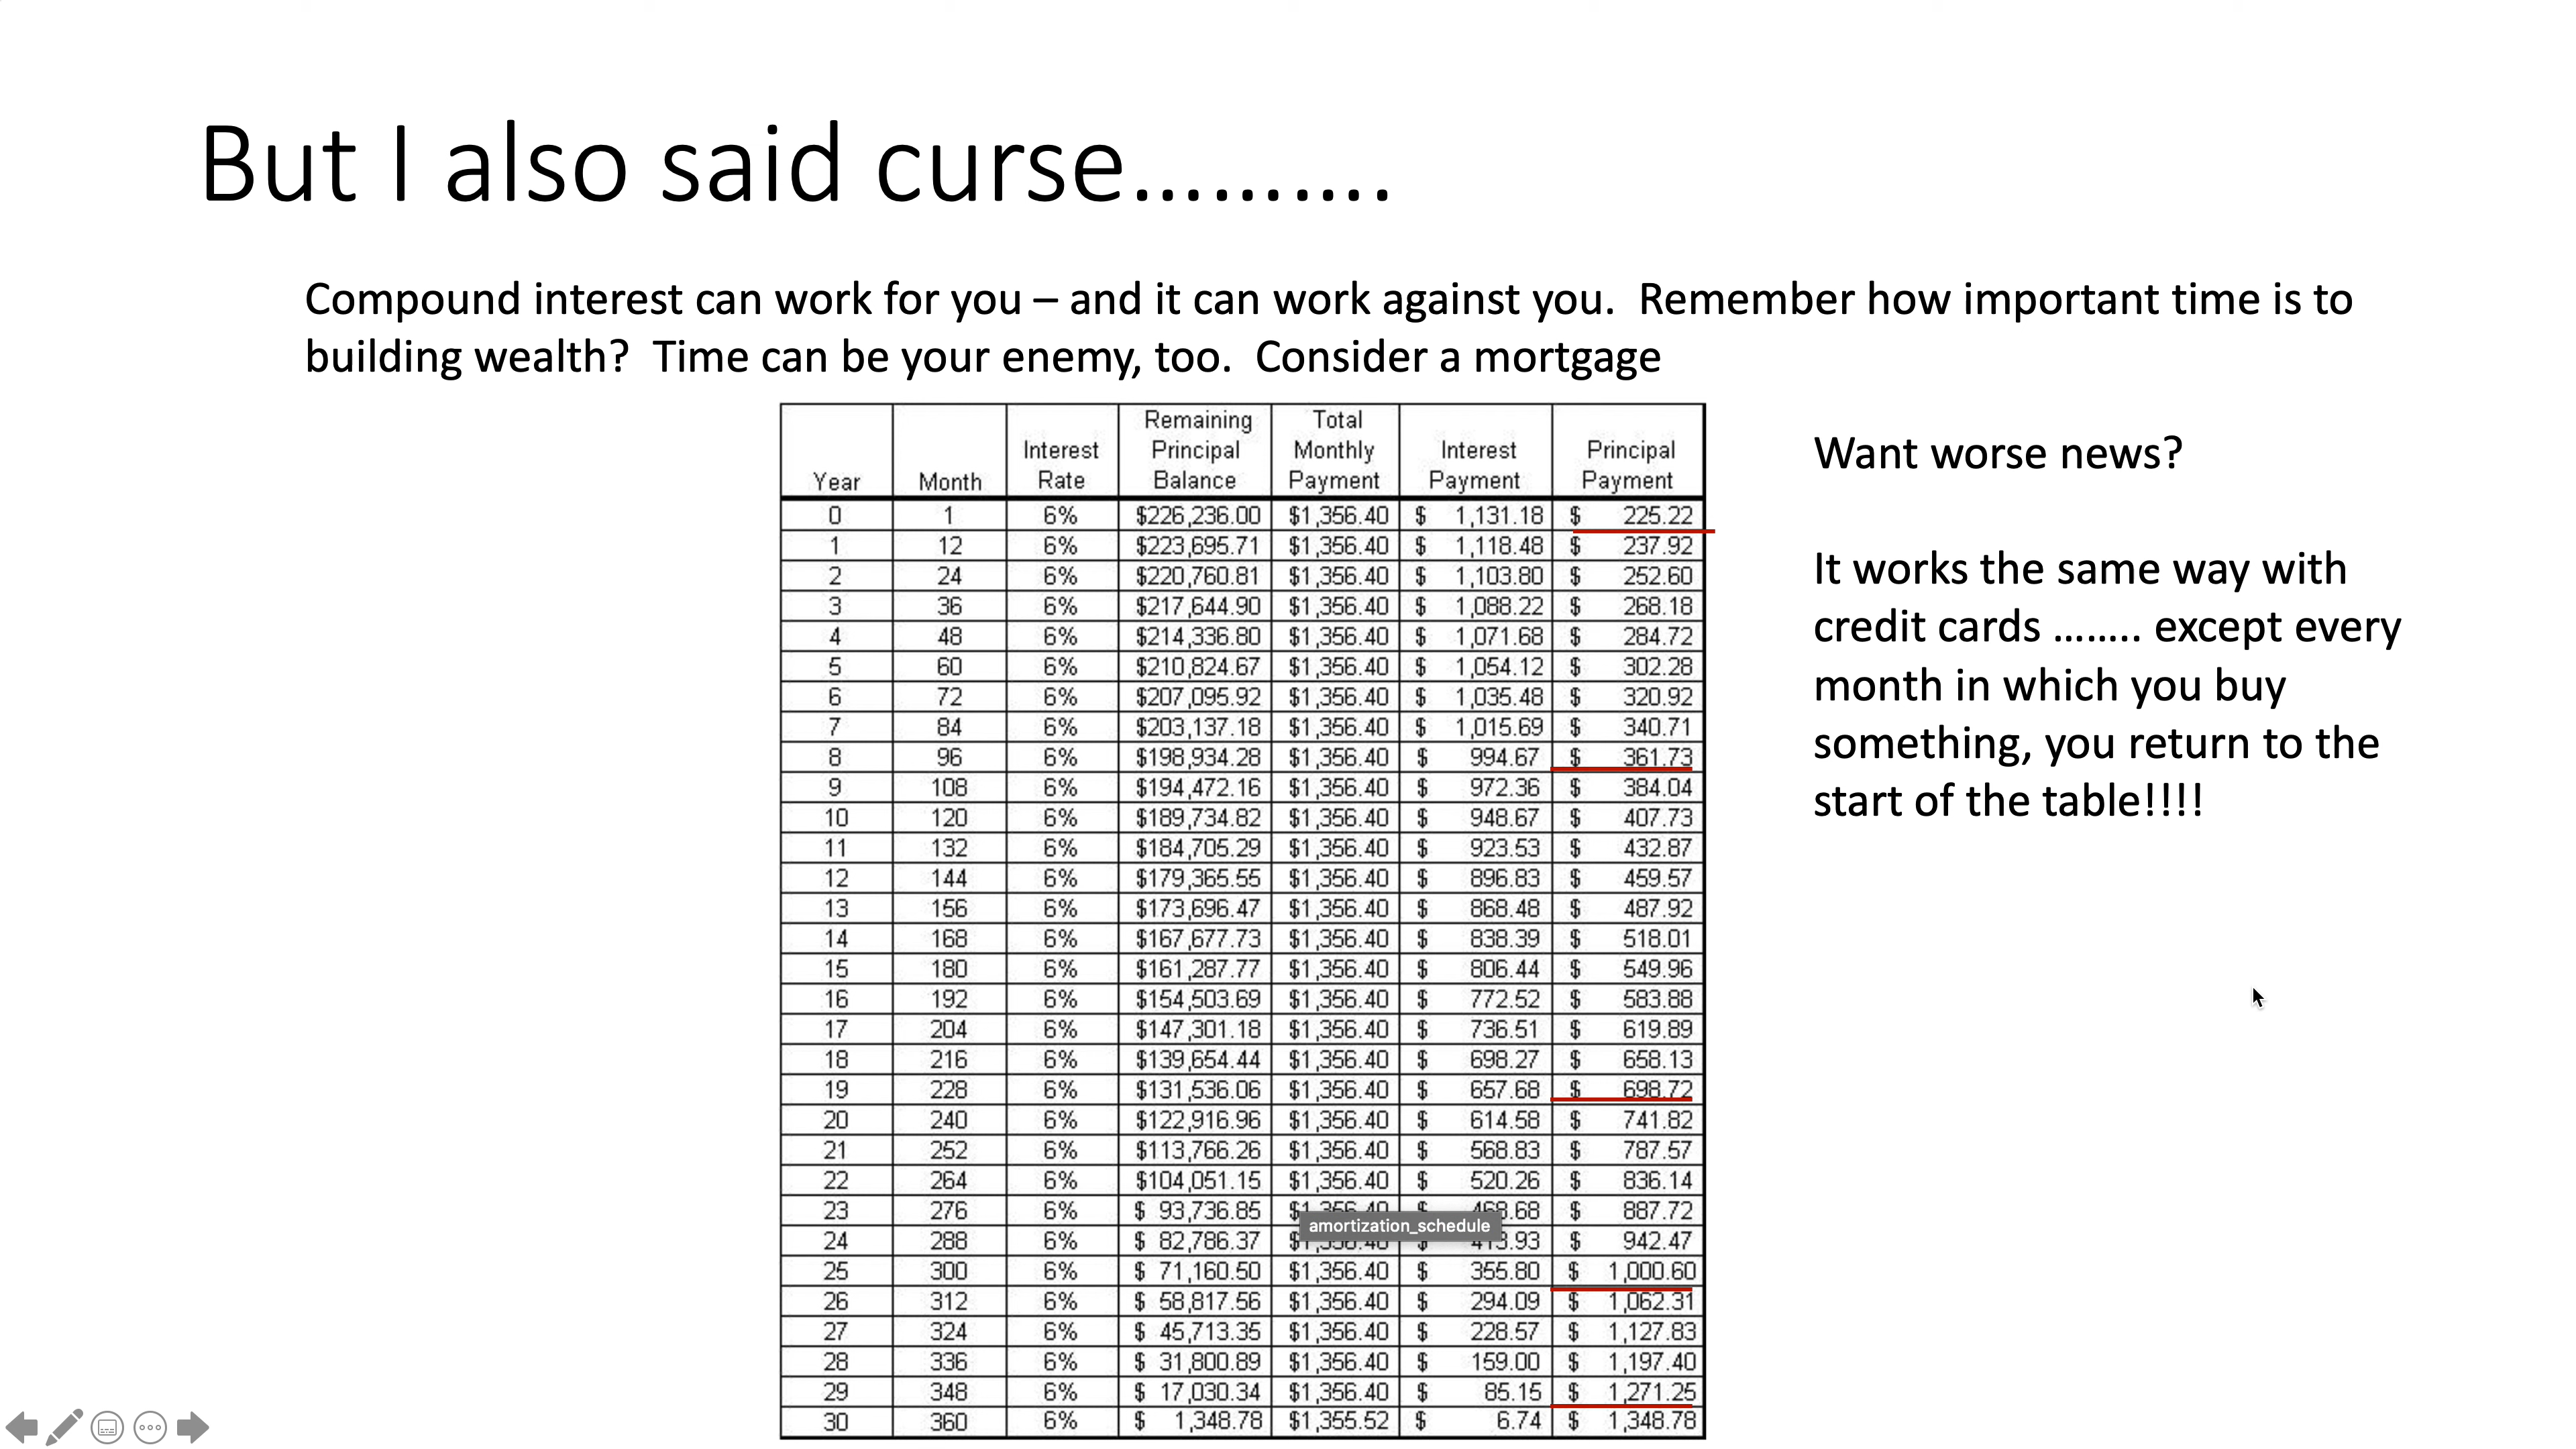 But I also said curse……….
Compound interest can work for you – and it can work against you.  Remember how important time is to
building wealth?  Time can be your enemy, too.  Consider a mortgage
Year Month Interest Rate Remaining Principal Balance Total Monthly Payment Interest Payment Principal Payment
0 1 6% $226,236.00 $1,356.40 $ 1,131.18 $ 225.22
1 12 6% $223,695.71 $1,356.40 $ 1,118.48 $ 237.92
2 24 6% $220,760.81 $1,356.40 $ 1,103.80 $ 252.60
3 36 6% $217,644.90 $1,356.40 $ 1,088.22 $ 268.18
4 48 6% $214,336.80 $1,356.40 $ 1,071.68 $ 284.72
5 60 6% $210,824.67 $1,356.40 $ 1,054.12 $ 302.28
6 72 6% $207,095.92 $1,356.40 $ 1,035.48 $ 320.92
7 84 6% $203,137.18 $1,356.40 $ 1,015.69 $ 340.71
8 96 6% $198,934.28 $1,356.40 $ 994.67 $ 361.73
9 108 6% $194,472.16 $1,356.40 $ 972.36 $ 384.04
10 120 6% $189,734.82 $1,356.40 $ 948.67 $ 407.73
11 132 6% $184,705.29 $1,356.40 $ 923.53 $ 432.87
12 144 6% $179,365.55 $1,356.40 $ 896.83 $ 459.57
13 156 6% $173,696.47 $1,356.40 $ 868.48 $ 487.92
14 168 6% $167,677.73 $1,356.40 $ 838.39 $ 518.01
15 180 6% $161,287.77 $1,356.40 $ 806.44 $ 549.96
16 192 6% $154,503.69 $1,356.40 $ 772.52 $ 583.88
17 204 6% $147,301.18 $1,356.40 $ 736.51 $ 619.89
18 216 6% $139,654.44 $1,356.40 $ 698.27 $ 658.13
19 228 6% $131,536.06 $1,356.40 $ 657.68 $ 698.72
20 240 6% $122,916.96 $1,356.40 $ 614.58 $ 741.82
21 252 6% $113,766.26 $1,356.40 $ 568.83 $ 787.57
22 264 6% $104,051.15 $1,356.40 $ 520.26 $ 836.14
23 276 6% $ 93,736.85 $1,356.40 $ 468.68 $ 887.72
amortization_schedule
24 288 6% $ 82,786.37 $1,356.40 $ 413.93 $ 942.47
25 300 6% $ 71,160.50 $1,356.40 $ 355.80 $ 1,000.60
26 312 6% $ 58,817.56 $1,356.40 $ 294.09 $ 1,062.31
27 324 6% $ 45,713.35 $1,356.40 $ 228.57 $ 1,127.83
28 336 6% $ 31,800.89 $1,356.40 $ 159.00 $ 1,197.40
29 348 6% $ 17,030.34 $1,356.40 $ 85.15 $ 1,271.25
30 360 6% $ 1,348.78 $1,355.52 $ 6.74 $ 1,348.78
Want worse news?
It works the same way with
credit cards …….. except every
month in which you buy
something, you return to the
start of the table!!!!